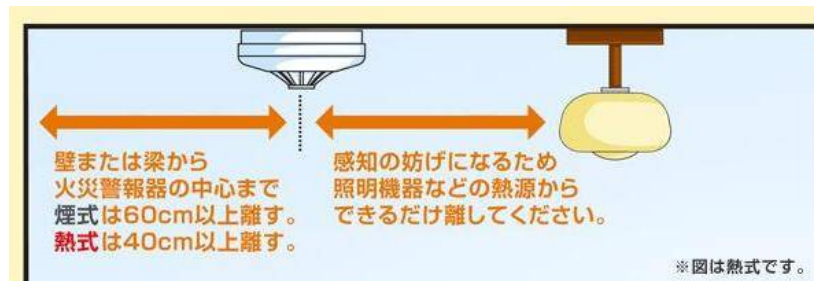 壁または梁から
火災警報器の中心まで
煙式は60cm以上離す。
熱式は40cm以上離す。
感知の妨げになるため
照明機器などの熱源から
できるだけ離してください。
※図は熱式です。